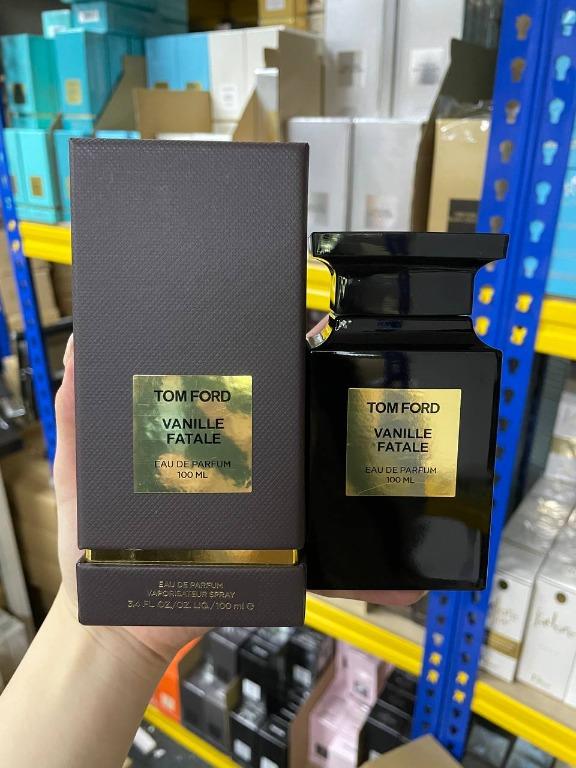 TOM FORD
VANILLE
FATALE
EAU DE PARFUM
100 ML
EAU DE PARFUM
VAPORISATEUR SPRAY
3.4 FL.OZ./OZ. LIQ./100 ml ℮
TOM FORD
VANILLE
FATALE
EAU DE PARFUM
100 ML